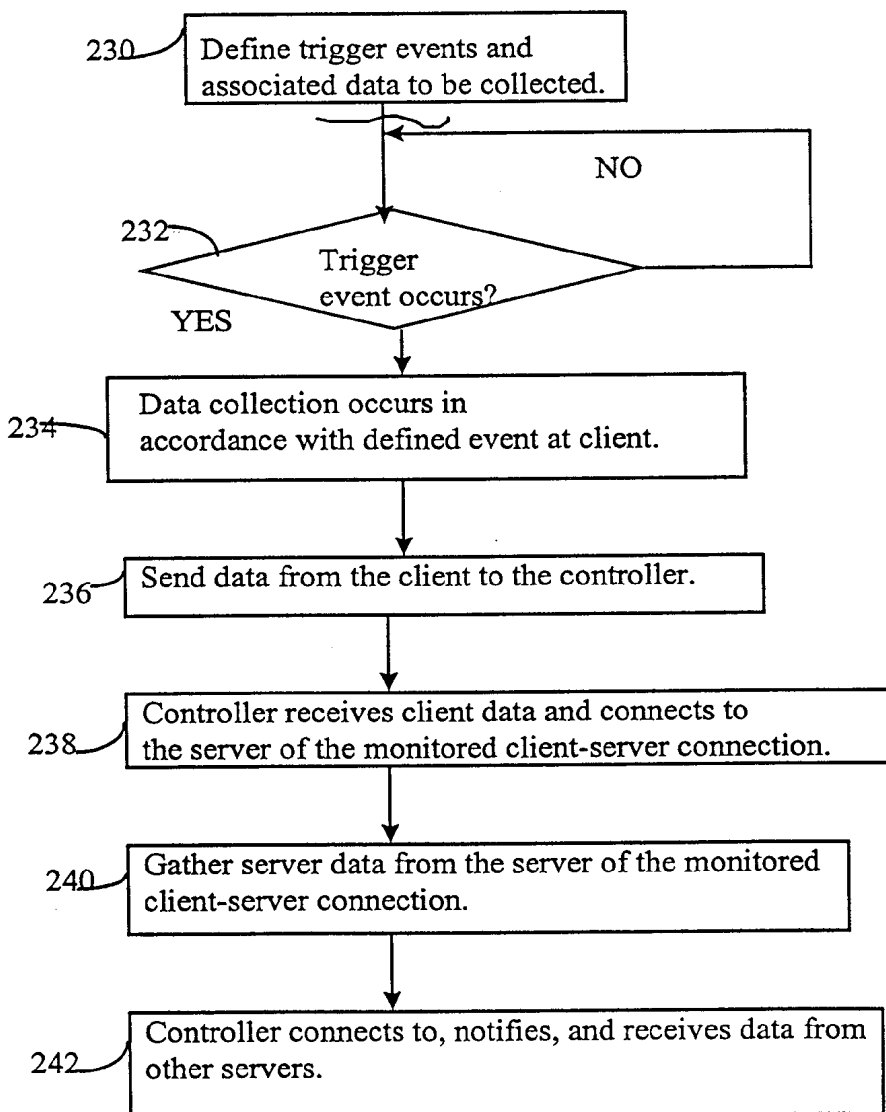 230
Define trigger events and
associated data to be collected.
NO
232
Trigger
event occurs?
YES
234
Data collection occurs in
accordance with defined event at client.
236
Send data from the client to the controller.
238
Controller receives client data and connects to
the server of the monitored client-server connection.
240
Gather server data from the server of the monitored
client-server connection.
242
Controller connects to, notifies, and receives data from
other servers.